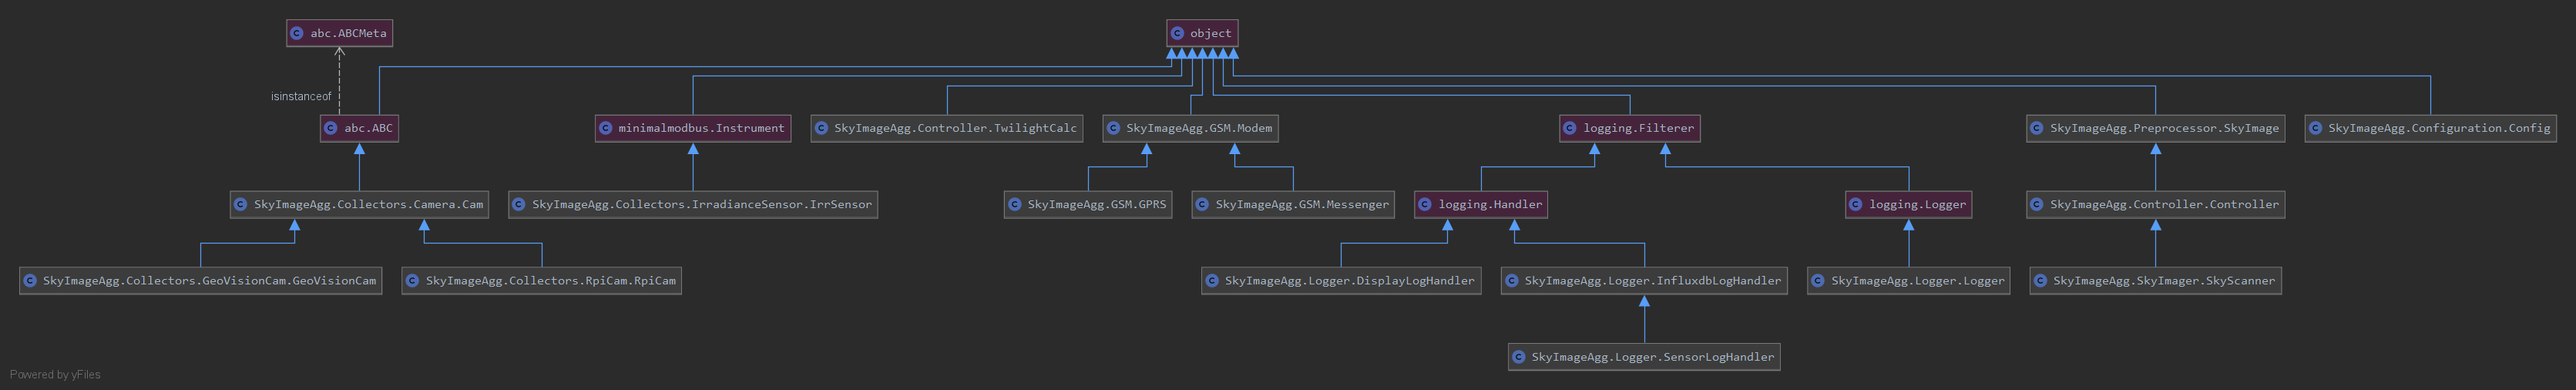 abc.ABCMeta
object
isinstanceof
abc.ABC
minimalmodbus.Instrument
SkyImageAgg.Controller.TwilightCalc
SkyImageAgg.GSM.Modem
logging.Filterer
SkyImageAgg.Preprocessor.SkyImage
SkyImageAgg.Configuration.Config
SkyImageAgg.Collectors.Camera.Cam
SkyImageAgg.Collectors.IrradianceSensor.IrrSensor
SkyImageAgg.GSM.GPRS
SkyImageAgg.GSM.Messenger
logging.Handler
logging.Logger
SkyImageAgg.Controller.Controller
SkyImageAgg.Collectors.GeoVisionCam.GeoVisionCam
SkyImageAgg.Collectors.RpiCam.RpiCam
SkyImageAgg.Logger.DisplayLogHandler
SkyImageAgg.Logger.InfluxdbLogHandler
SkyImageAgg.Logger.Logger
SkyImageAgg.SkyImager.SkyScanner
SkyImageAgg.Logger.SensorLogHandler
Powered by yFiles